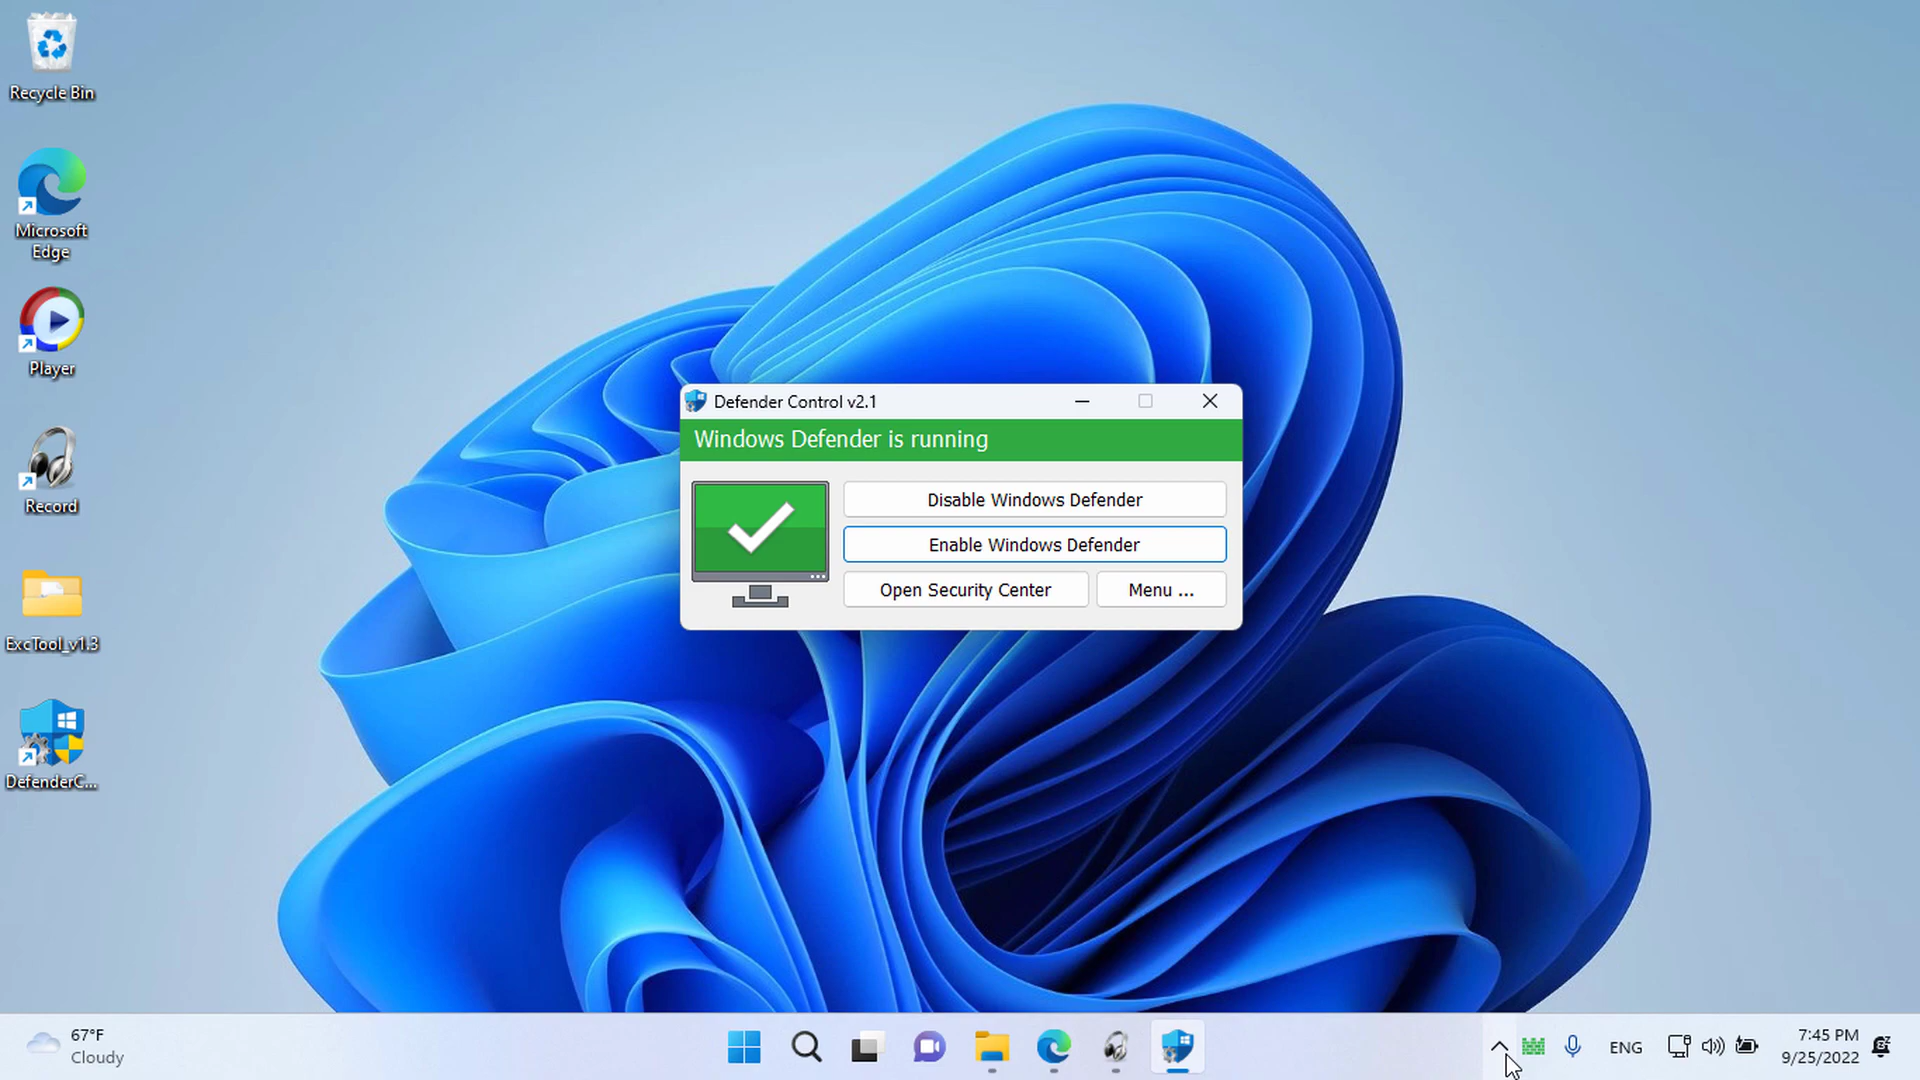 Recycle Bin
Microsoft
Edge
Player
Record
ExcTool_v1.3
DefenderC...
Defender Control v2.1
Windows Defender is running
Disable Windows Defender
Enable Windows Defender
Open Security Center
Menu ...
67°F
Cloudy
ENG
7:45 PM
9/25/2022